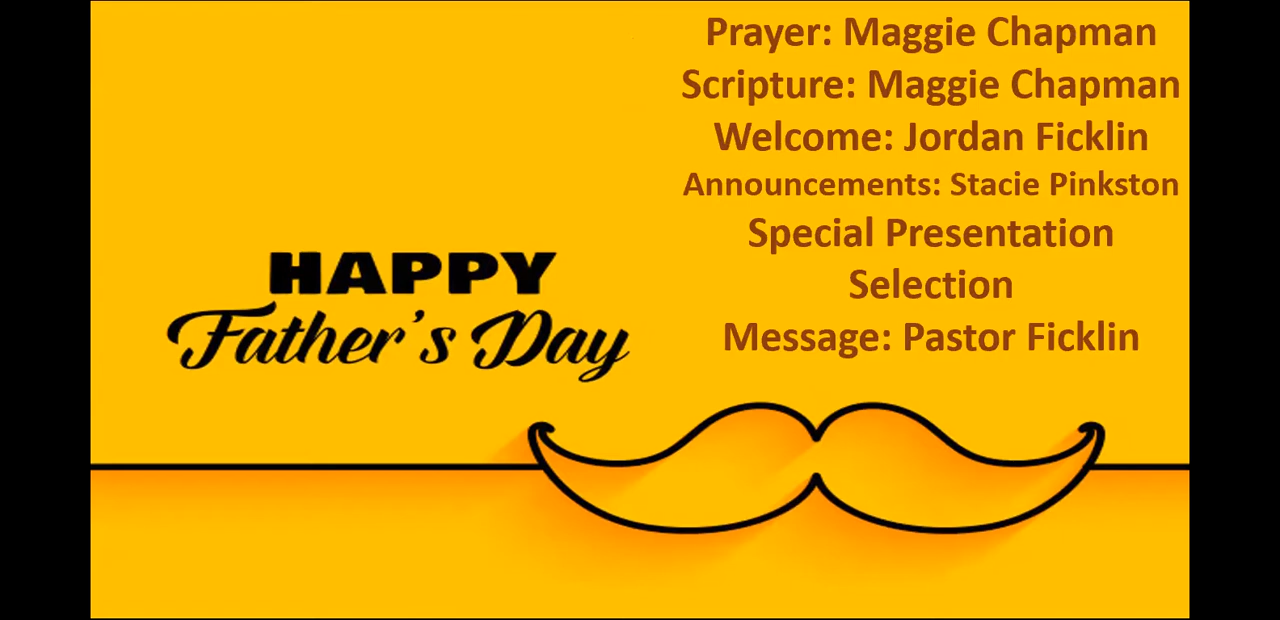 Prayer: Maggie Chapman
Scripture: Maggie Chapman
Welcome: Jordan Ficklin
Announcements: Stacie Pinkston
Special Presentation
Selection
Message: Pastor Ficklin
HAPPY
Father's Day